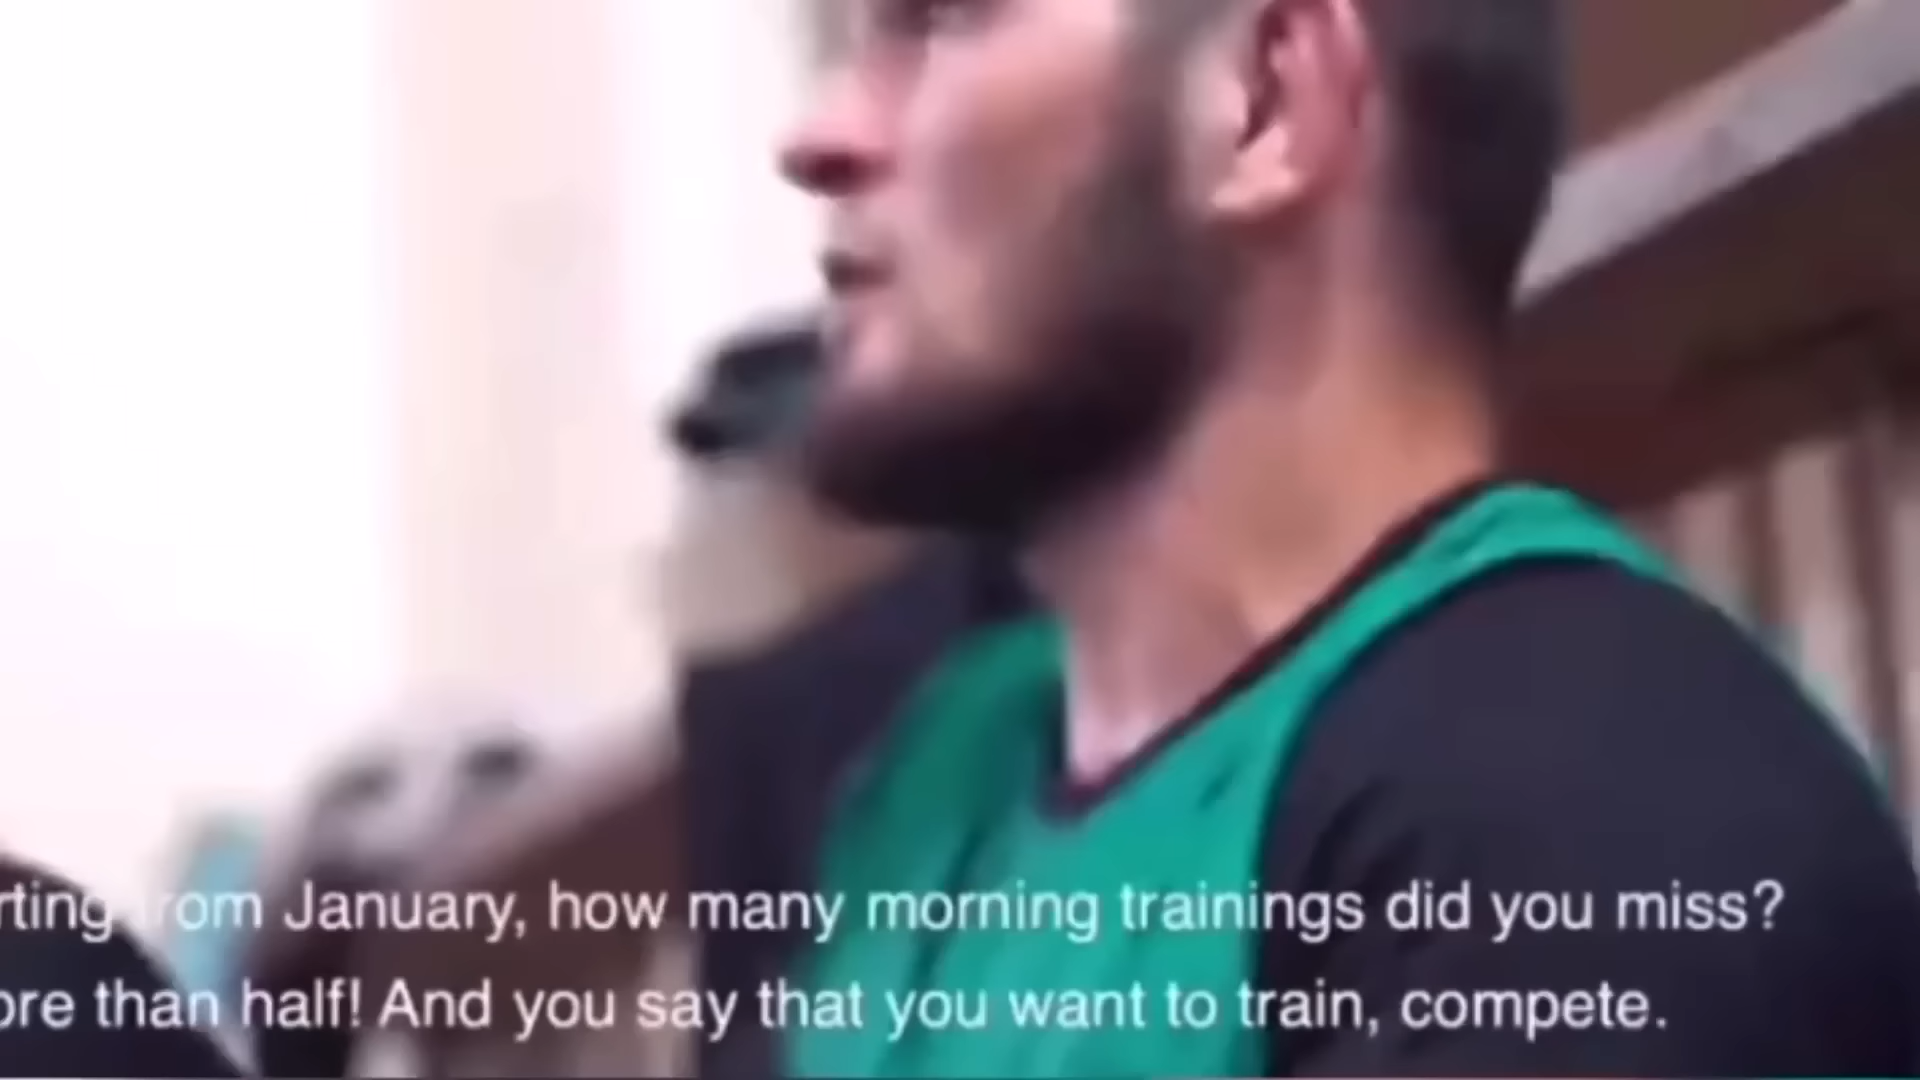 rting from January, how many morning trainings did you miss?
ore than half! And you say that you want to train, compete.